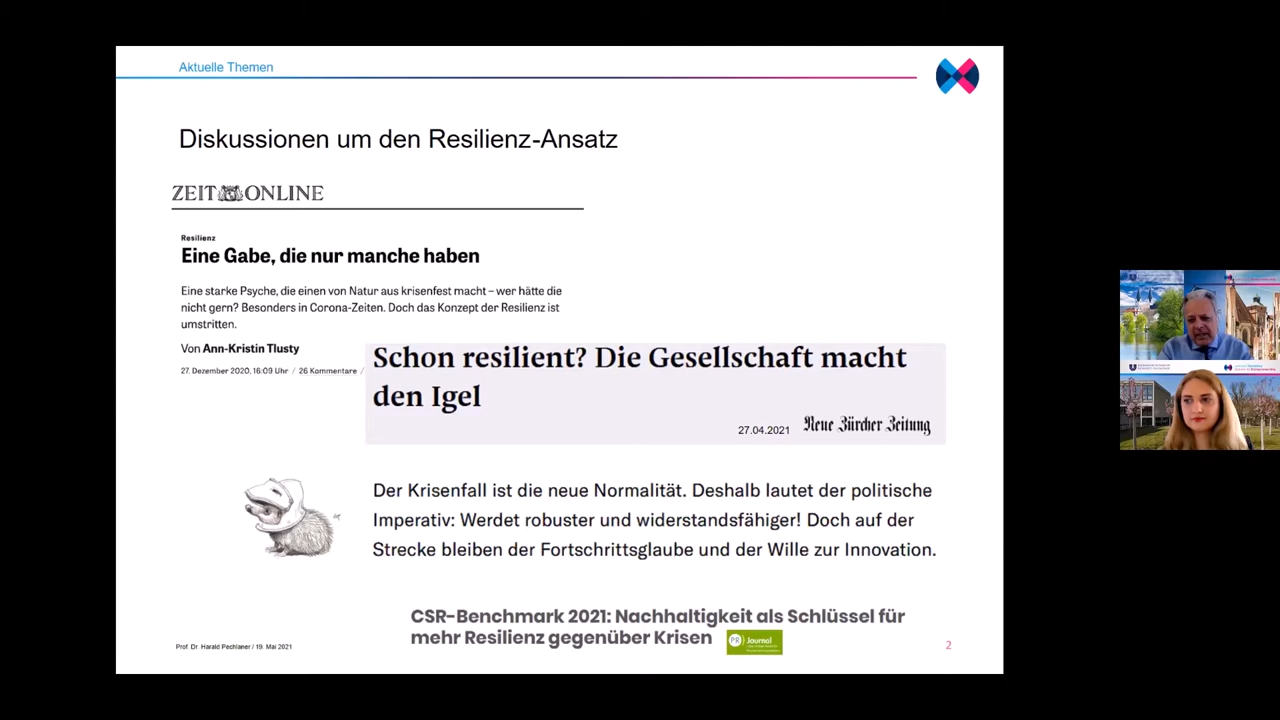 Aktuelle Themen
Diskussionen um den Resilienz-Ansatz
ZEIT ONLINE
Resilienz
Eine Gabe, die nur manche haben
Eine starke Psyche, die einen von Natur aus krisenfest macht – wer hätte die
nicht gern? Besonders in Corona-Zeiten. Doch das Konzept der Resilienz ist
umstritten.
Von Ann-Kristin Tlusty
27. Dezember 2020, 16:09 Uhr / 26 Kommentare /
Schon resilient? Die Gesellschaft macht
den Igel
27.04.2021 Neue Zürcher Zeitung
Der Krisenfall ist die neue Normalität. Deshalb lautet der politische
Imperativ: Werdet robuster und widerstandsfähiger! Doch auf der
Strecke bleiben der Fortschrittsglaube und der Wille zur Innovation.
CSR-Benchmark 2021: Nachhaltigkeit als Schlüssel für
mehr Resilienz gegenüber Krisen
PR Journal
Prof. Dr. Harald Pechlaner / 19. Mai 2021
2